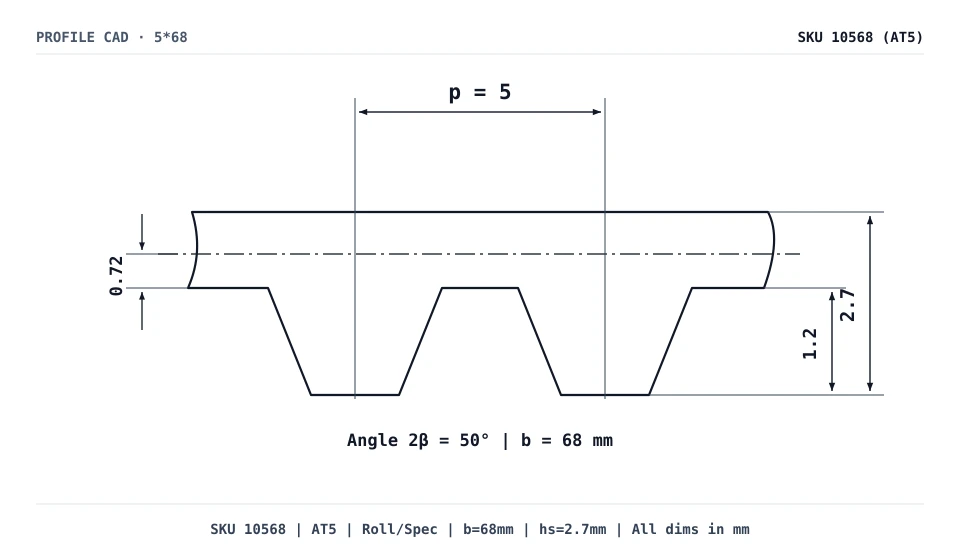 PROFILE CAD · 5*68
SKU 10568 (AT5)
p = 5
0.72
2.7
1.2
Angle 2β = 50° | b = 68 mm
SKU 10568 | AT5 | Roll/Spec | b=68mm | hs=2.7mm | All dims in mm